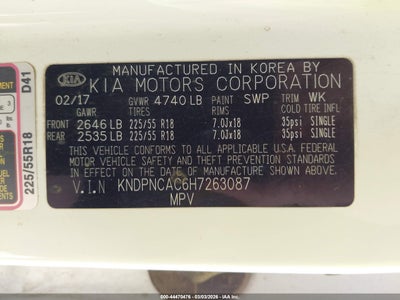 MANUFACTURED IN KOREA BY
KIA KIA MOTORS CORPORATION
02/17 GVWR 4740 LB PAINT SWP TRIM WK
GAWR TIRES RIMS COLD TIRE INFL
FRONT 2646 LB 225/55 R18 7.0Jx18 35psi SINGLE
REAR 2535 LB 225/55 R18 7.0Jx18 35psi SINGLE
THIS VEHICLE CONFORMS TO ALL APPLICABLE U.S.A FEDERAL
MOTOR VEHICLE SAFETY AND THEFT PREVENTION STANDARDS
IN EFFECT ON THE DATE OF MANUFACTURE SHOWN ABOVE.
V.I.N KNDPNCAC6H7263087
MPV
D41
225/55R18
000-44470476 | 03/03/2026 - COPART